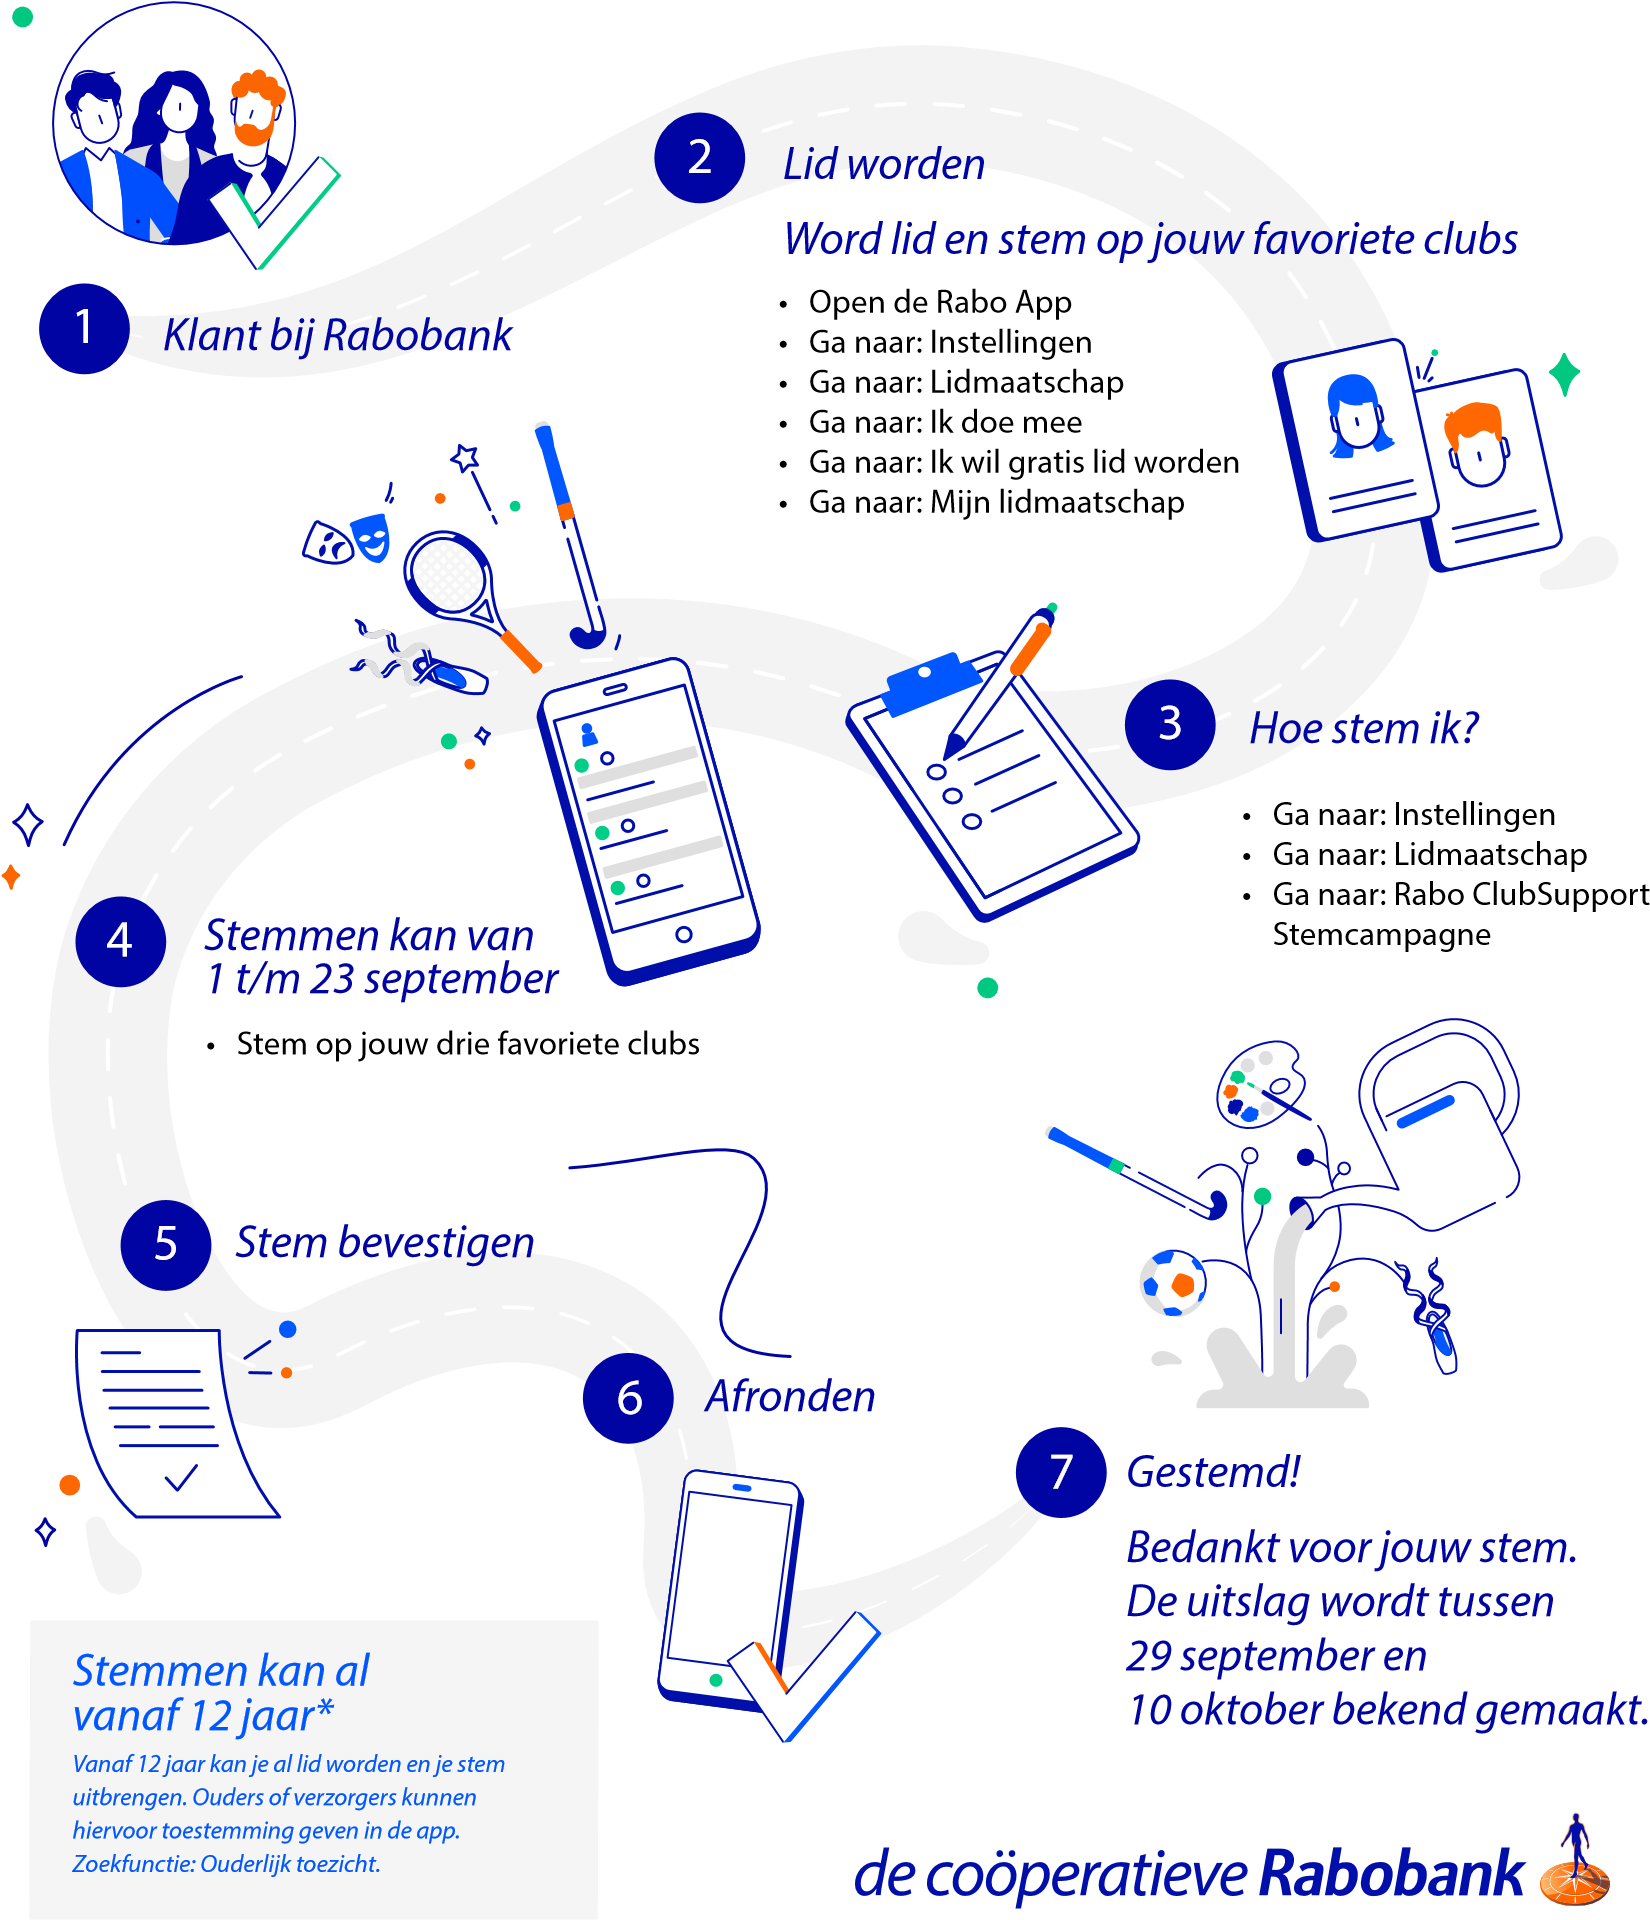 1
Klant bij Rabobank
2
Lid worden
Word lid en stem op jouw favoriete clubs
• Open de Rabo App
• Ga naar: Instellingen
• Ga naar: Lidmaatschap
• Ga naar: Ik doe mee
• Ga naar: Ik wil gratis lid worden
• Ga naar: Mijn lidmaatschap
3
Hoe stem ik?
• Ga naar: Instellingen
• Ga naar: Lidmaatschap
• Ga naar: Rabo ClubSupport
Stemcampagne
4
Stemmen kan van
1 t/m 23 september
• Stem op jouw drie favoriete clubs
5
Stem bevestigen
6
Afronden
7
Gestemd!
Bedankt voor jouw stem.
De uitslag wordt tussen
29 september en
10 oktober bekend gemaakt.
Stemmen kan al
vanaf 12 jaar*
Vanaf 12 jaar kan je al lid worden en je stem
uitbrengen. Ouders of verzorgers kunnen
hiervoor toestemming geven in de app.
Zoekfunctie: Ouderlijk toezicht.
de coöperatieve Rabobank